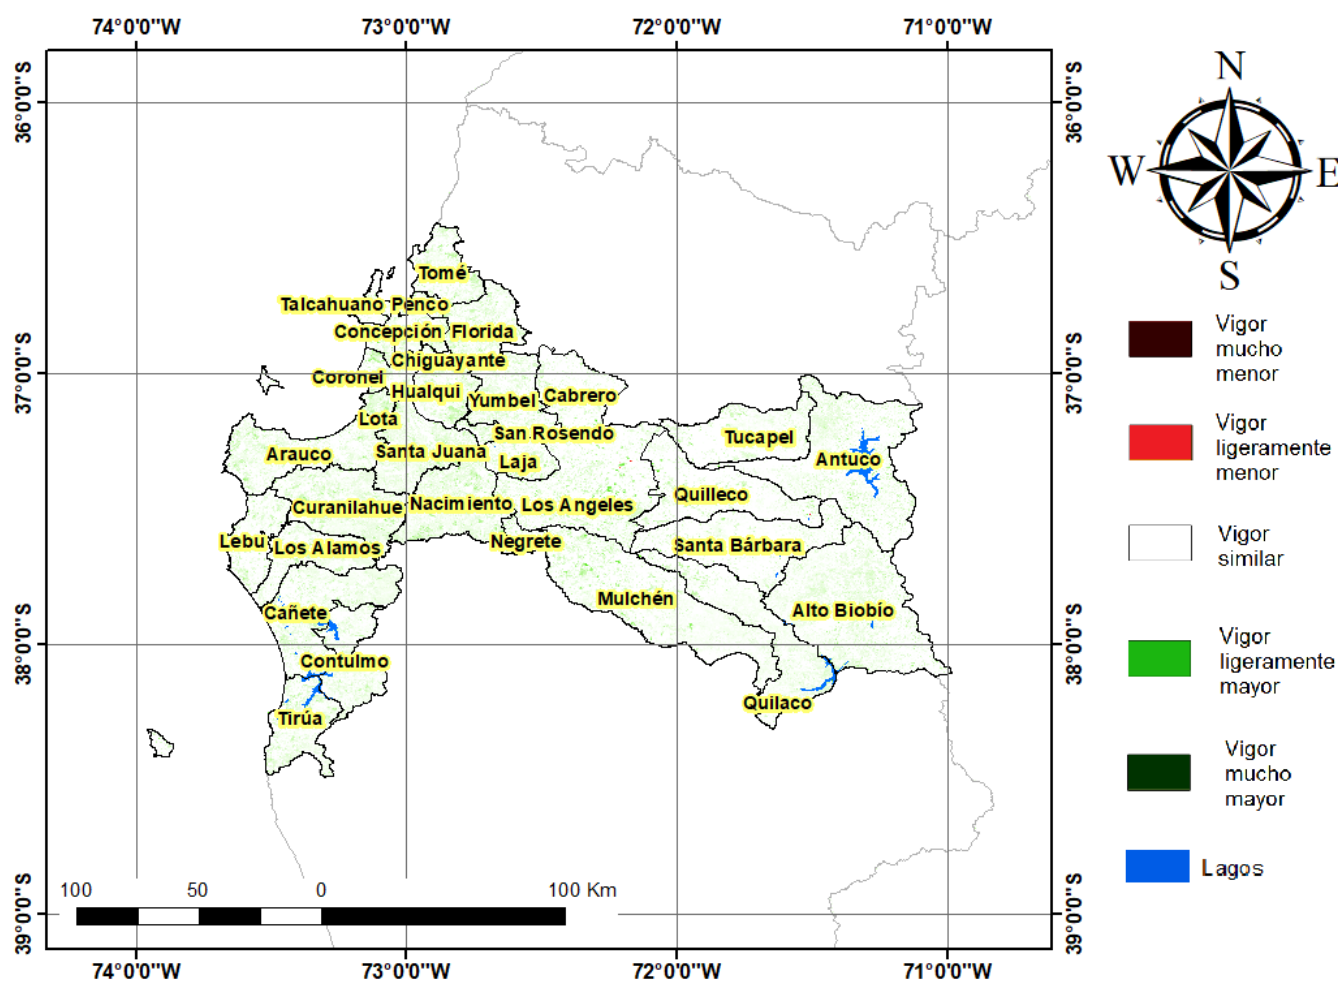 74°0'0"W 73°0'0"W 72°0'0"W 71°0'0"W
36°0'0"S 36°0'0"S
37°0'0"S 37°0'0"S
38°0'0"S 38°0'0"S
39°0'0"S 39°0'0"S
N
W E
S
Tomé
Talcahuano Penco
Concepción Florida
Chiguayante
Coronel
Hualqui
Yumbel Cabrero
Lota
San Rosendo
Tucapel
Arauco
Santa Juana
Laja
Antuco
Curanilahue
Nacimiento
Los Angeles
Quilleco
Lebu
Los Alamos
Negrete
Santa Bárbara
Mulchén
Alto Biobío
Cañete
Contulmo
Tirúa
Quilaco
100 50 0 100 Km
74°0'0"W 73°0'0"W 72°0'0"W 71°0'0"W
Vigor
mucho
menor
Vigor
ligeramente
menor
Vigor
similar
Vigor
ligeramente
mayor
Vigor
mucho
mayor
Lagos